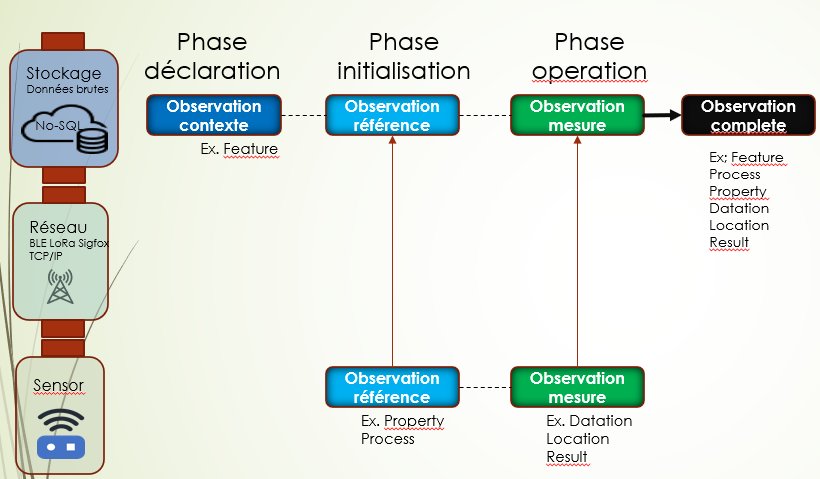 Phase
déclaration
Phase
initialisation
Phase
operation
Stockage
Données brutes
No-SQL
Observation
contexte
Ex. Feature
Observation
référence
Observation
mesure
Observation
complete
Ex; Feature
Process
Property
Datation
Location
Result
Réseau
BLE LoRa Sigfox
TCP/IP
Sensor
Observation
référence
Ex. Property
Process
Observation
mesure
Ex. Datation
Location
Result